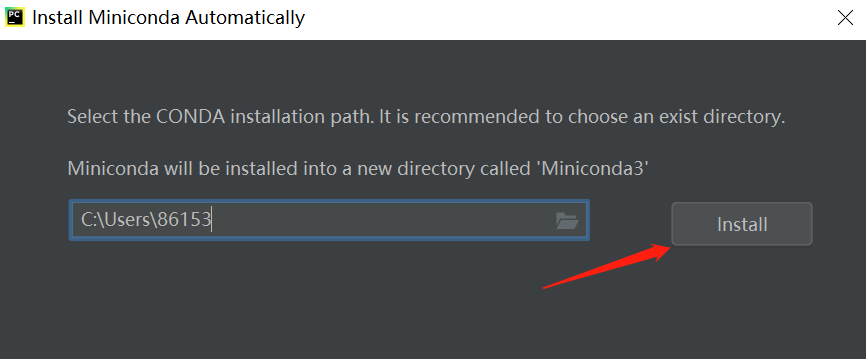 PC
Install Miniconda Automatically
Select the CONDA installation path. It is recommended to choose an exist directory.
Miniconda will be installed into a new directory called 'Miniconda3'
C:\Users\86153
Install